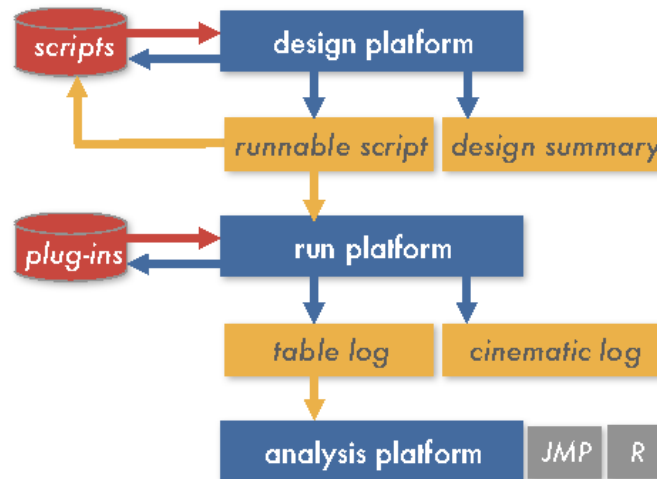 scripts
design platform
runnable script
design summary
plug-ins
run platform
table log
cinematic log
analysis platform
JMP
R